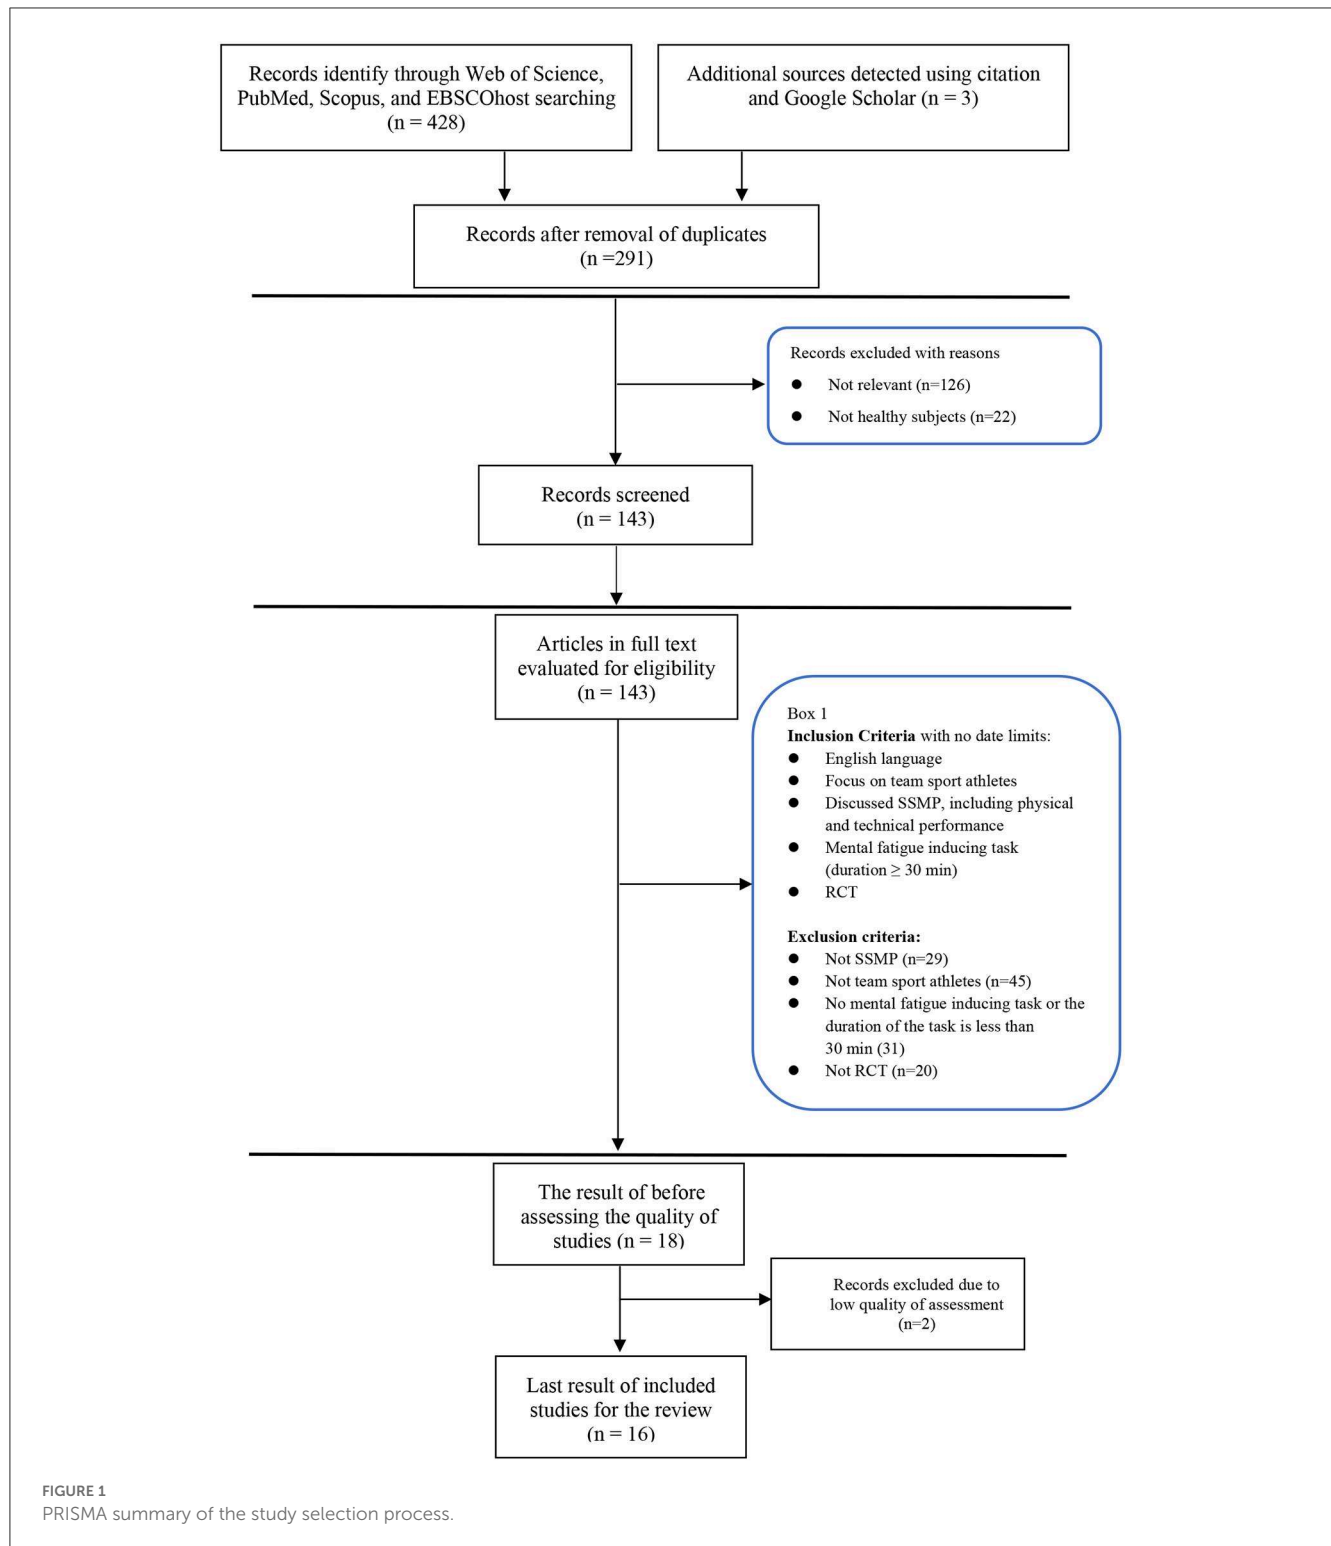 Records identify through Web of Science,
PubMed, Scopus, and EBSCOhost searching
(n = 428)
Additional sources detected using citation
and Google Scholar (n = 3)
Records after removal of duplicates
(n =291)
Records excluded with reasons
● Not relevant (n=126)
● Not healthy subjects (n=22)
Records screened
(n = 143)
Articles in full text
evaluated for eligibility
(n = 143)
Box 1
Inclusion Criteria with no date limits:
● English language
● Focus on team sport athletes
● Discussed SSMP, including physical
and technical performance
● Mental fatigue inducing task
(duration ≥ 30 min)
● RCT
Exclusion criteria:
● Not SSMP (n=29)
● Not team sport athletes (n=45)
● No mental fatigue inducing task or the
duration of the task is less than
30 min (31)
● Not RCT (n=20)
The result of before
assessing the quality of
studies (n = 18)
Records excluded due to
low quality of assessment
(n=2)
Last result of included
studies for the review
(n = 16)
FIGURE 1
PRISMA summary of the study selection process.